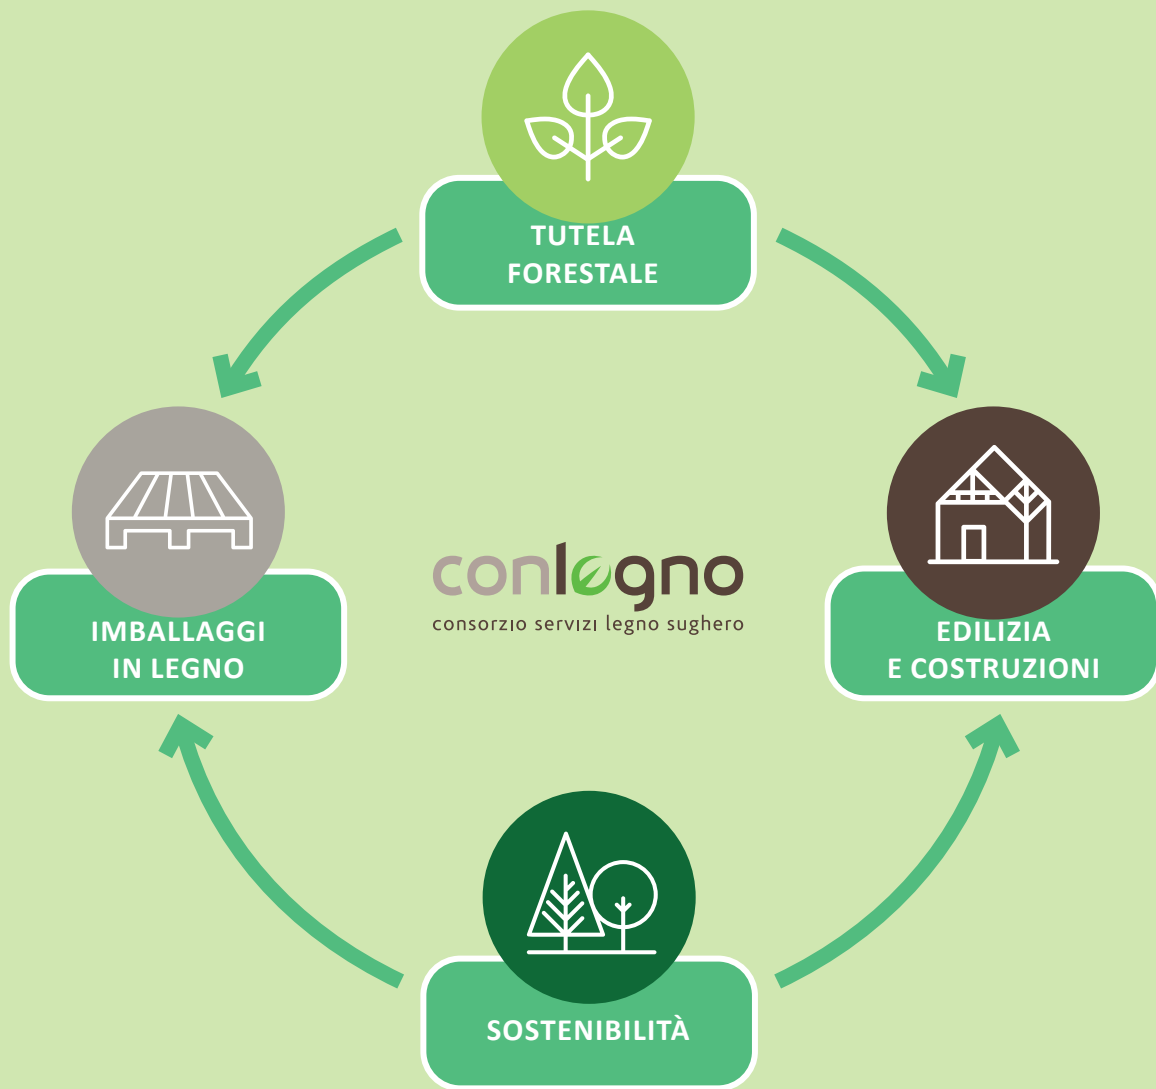 TUTELA
FORESTALE
IMBALLAGGI
IN LEGNO
conlegno
consorzio servizi legno sughero
EDILIZIA
E COSTRUZIONI
SOSTENIBILITÀ